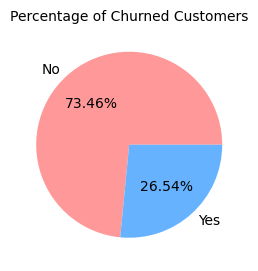 Percentage of Churned Customers
No
73.46%
26.54%
Yes